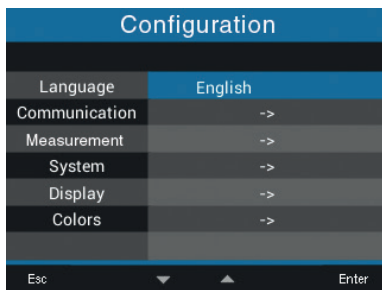 Configuration
Language English
Communication ->
Measurement ->
System ->
Display ->
Colors ->
Esc Enter